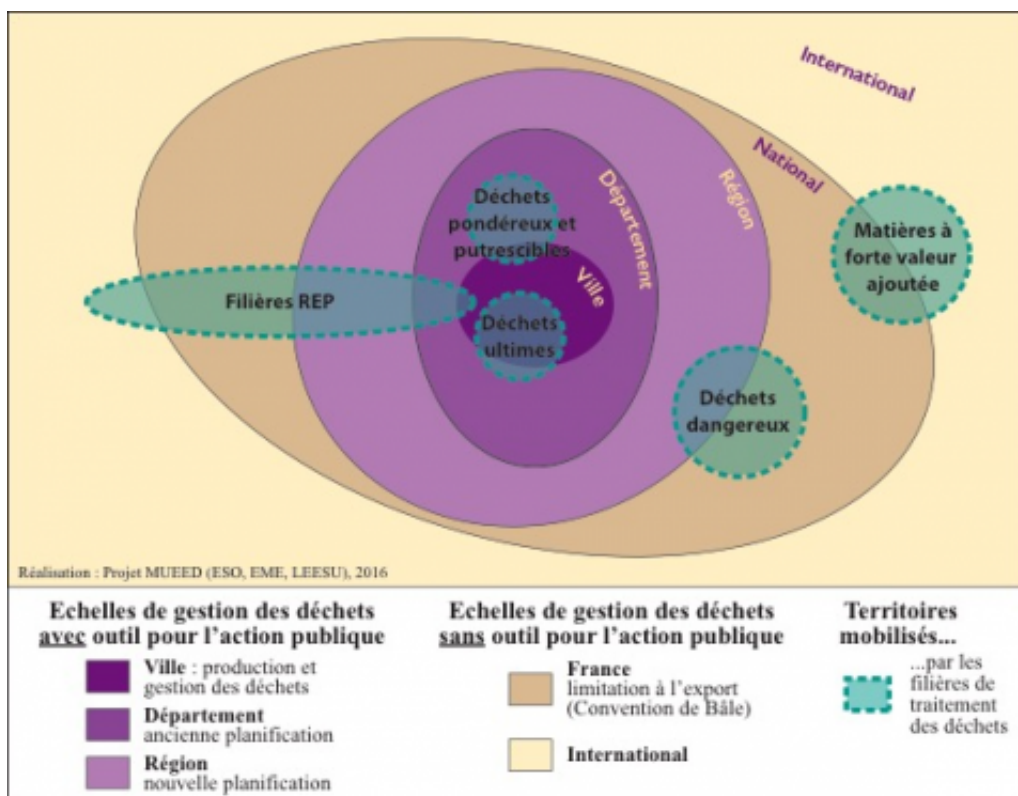 International
National
Région
Département
Ville
Déchets
pondéreux et
putrescibles
Matières à
forte valeur
ajoutée
Filières REP
Déchets
ultimes
Déchets
dangereux
Réalisation : Projet MUEED (ESO, EME, LEESU), 2016
Echelles de gestion des déchets
avec outil pour l'action publique
Ville : production et
gestion des déchets
Département
ancienne planification
Région
nouvelle planification
Echelles de gestion des déchets
sans outil pour l'action publique
France
limitation à l'export
(Convention de Bâle)
International
Territoires
mobilisés...
...par les
filières de
traitement
des déchets